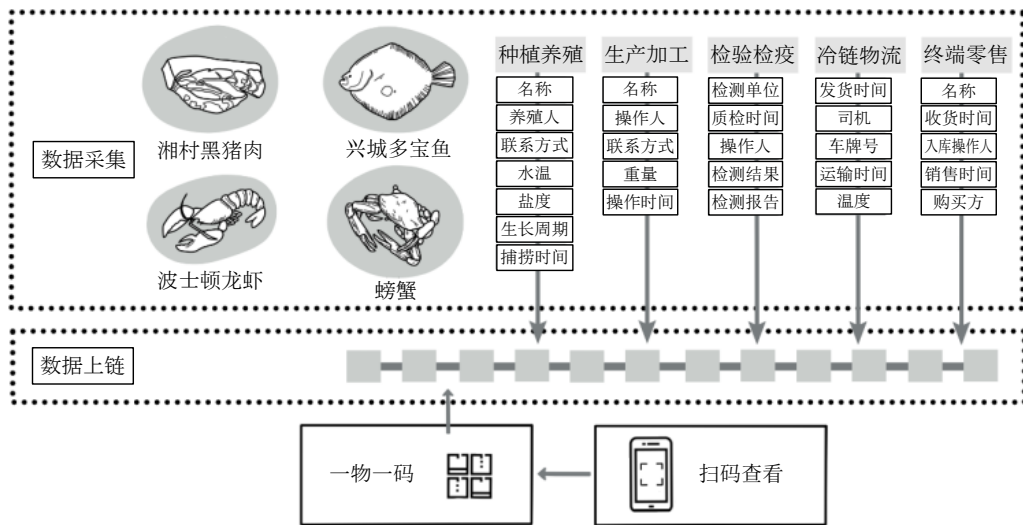 数据采集
湘村黑猪肉
兴城多宝鱼
波士顿龙虾
螃蟹
种植养殖
名称
养殖人
联系方式
水温
盐度
生长周期
捕捞时间
生产加工
名称
操作人
联系方式
重量
操作时间
检验检疫
检测单位
质检时间
操作人
检测结果
检测报告
冷链物流
发货时间
司机
车牌号
运输时间
温度
终端零售
名称
收货时间
入库操作人
销售时间
购买方
数据上链
一物一码
扫码查看